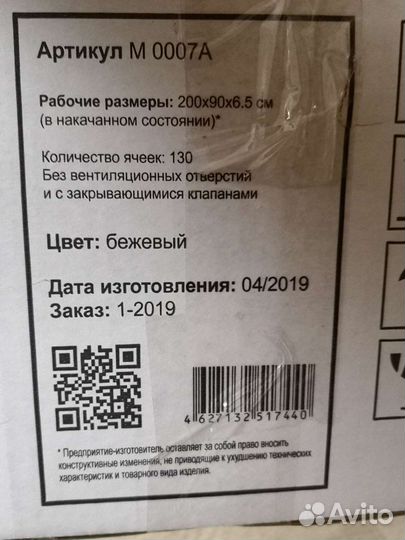 Артикул М 0007А
Рабочие размеры: 200х90х6.5 см
(в накачанном состоянии)*
Количество ячеек: 130
Без вентиляционных отверстий
и с закрывающимися клапанами
Цвет: бежевый
Дата изготовления: 04/2019
Заказ: 1-2019
4 627132 517440
* Предприятие-изготовитель оставляет за собой право вносить
конструктивные изменения, не приводящие к ухудшению технических
характеристик и товарного вида изделия.
Avito